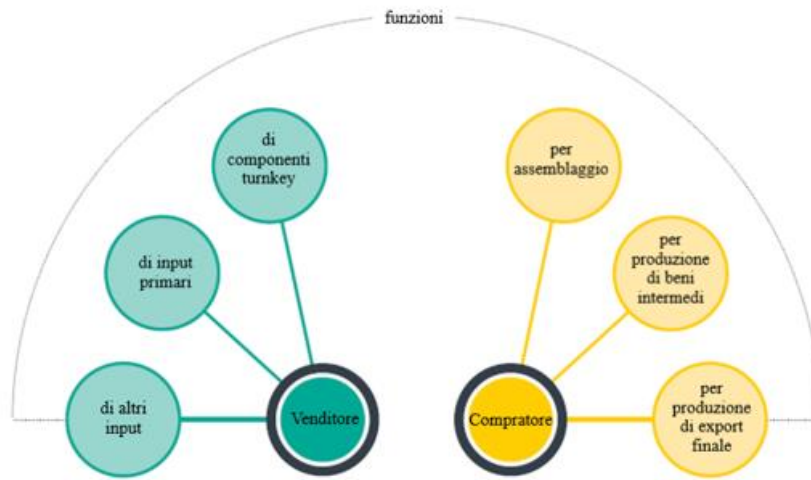 funzioni
di
componenti
turnkey
per
assemblaggio
di input
primari
per
produzione
di beni
intermedi
di altri
input
Venditore
Compratore
per
produzione
di export
finale